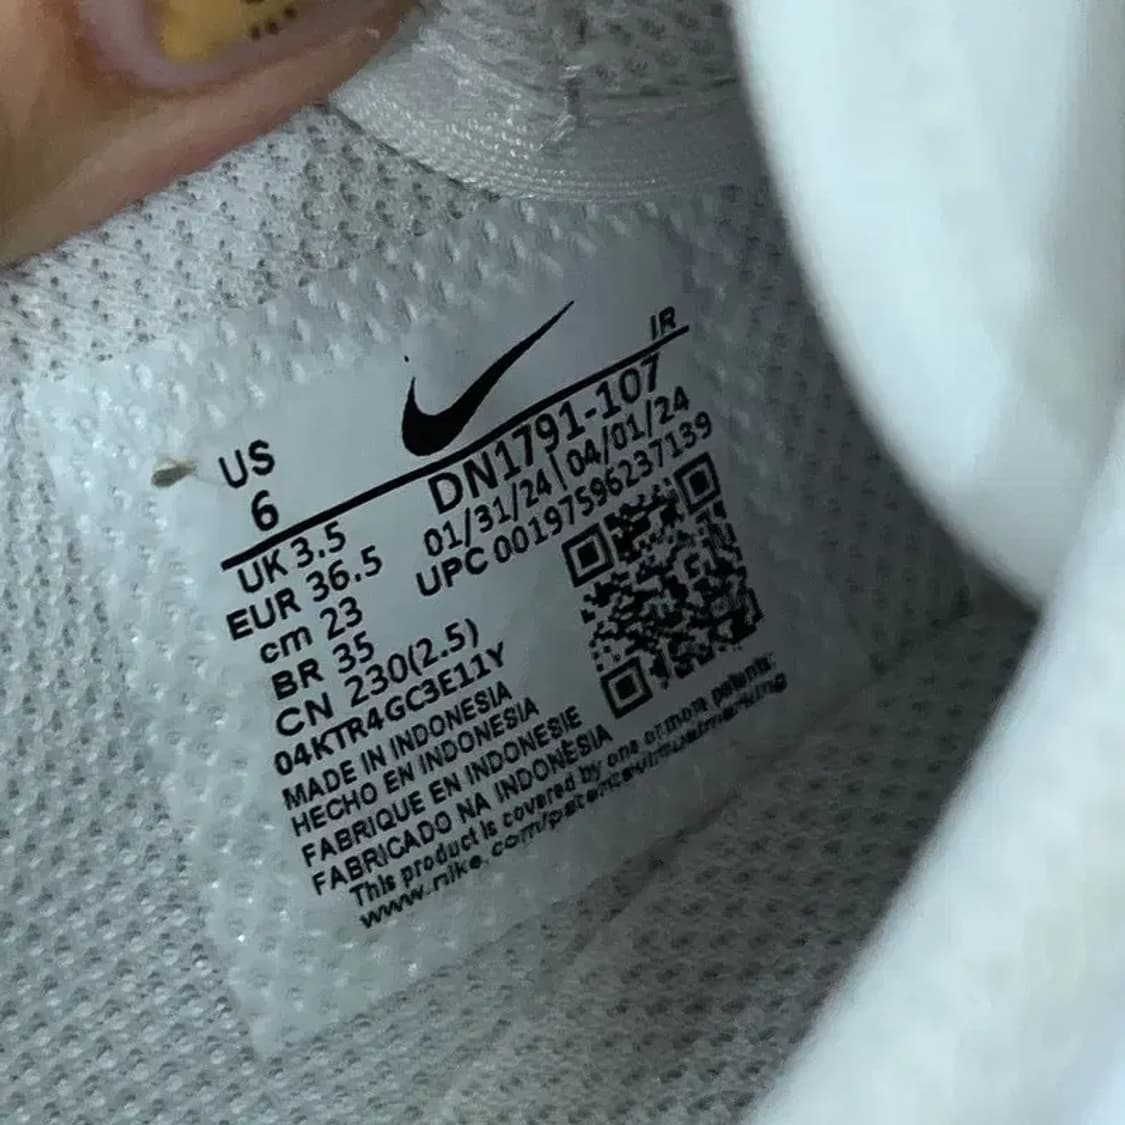 IR
US
6
DN1791-107
01/31/24|04/01/24
UPC 00197596237139
UK 3.5
EUR 36.5
cm 23
BR 35
CN 230(2.5)
04KTR4GC3E11Y
MADE IN INDONESIA
HECHO EN INDONESIA
FABRIQUE EN INDONESIE
FABRICADO NA INDONÉSIA
This product is covered by one or more patents:
www.nike.com/patentsvirtualmarking